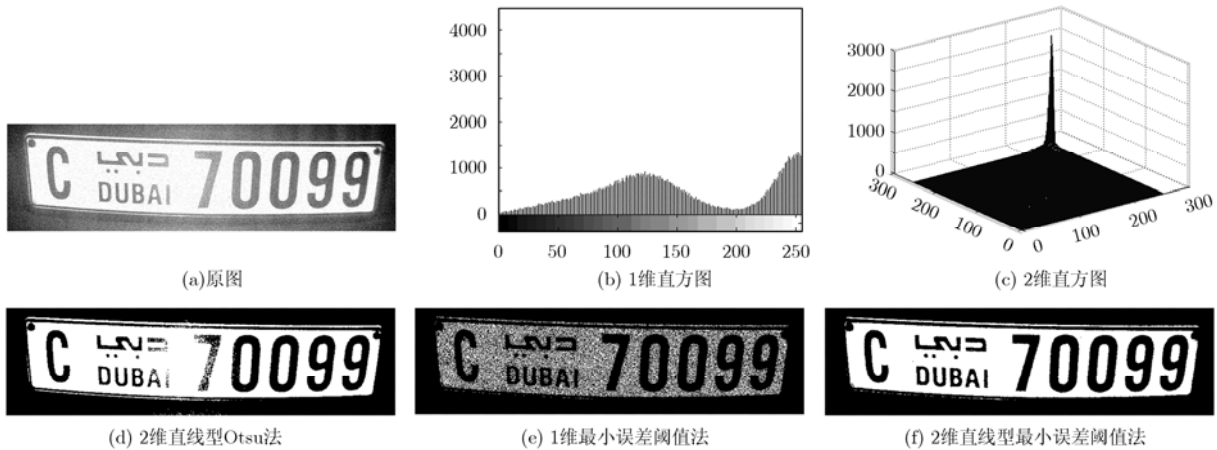 C دبي 70099
DUBAI
(a)原图
4000
3000
2000
1000
0
0 50 100 150 200 250
(b) 1维直方图
3000
2000
1000
0
300
200
100
0
0
100
200
300
(c) 2维直方图
C دبي 70099
DUBAI
(d) 2维直线型Otsu法
C دبي 70099
DUBAI
(e) 1维最小误差阈值法
C دبي 70099
DUBAI
(f) 2维直线型最小误差阈值法